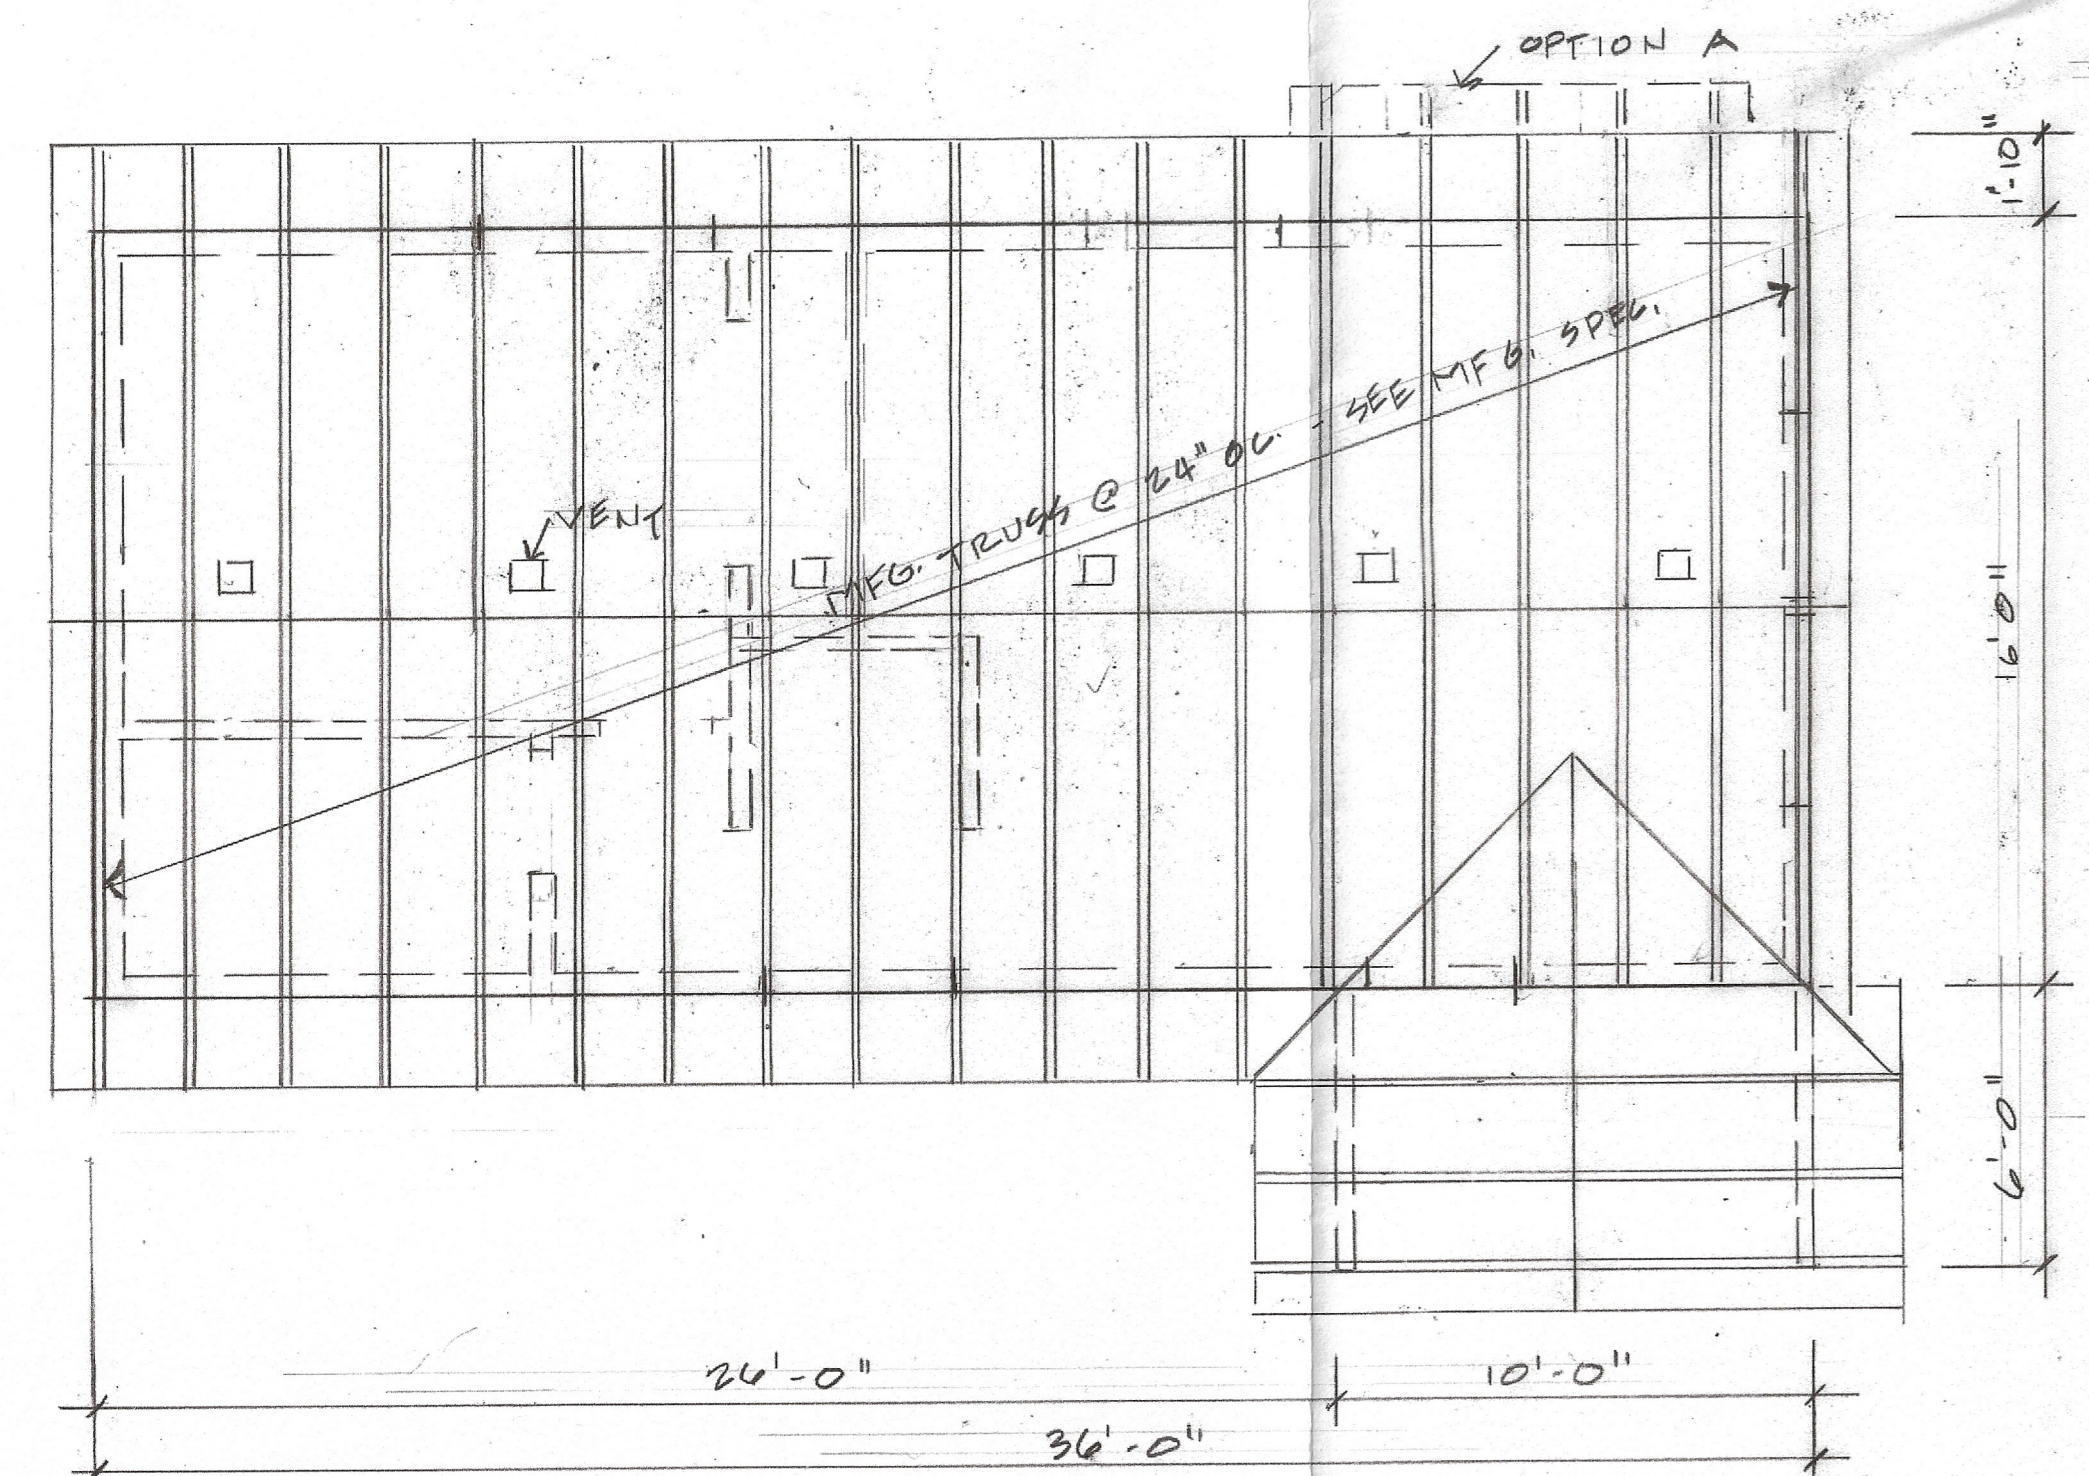 OPTION A
1'-10"
MFG. TRUSS @ 24" OC. - SEE MFG. SPEC.
VENT
16'0"
6'-0"
26'-0"
10'-0"
36'-0"